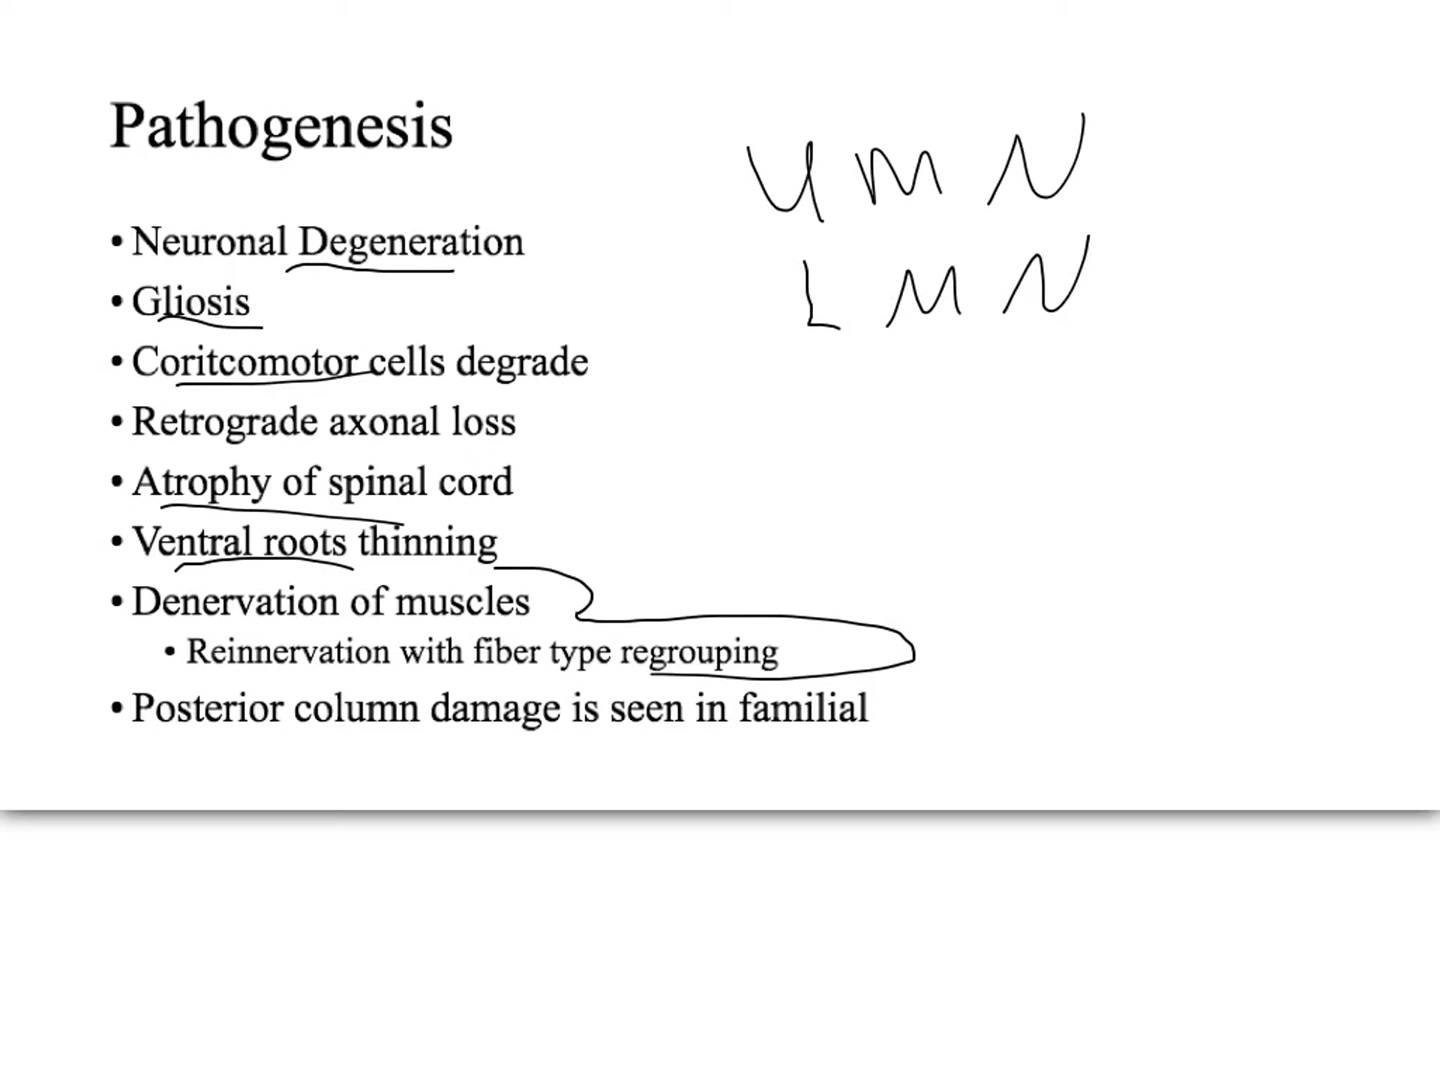 Pathogenesis
UMN
LMN
• Neuronal Degeneration
• Gliosis
• Coritcomotor cells degrade
• Retrograde axonal loss
• Atrophy of spinal cord
• Ventral roots thinning
• Denervation of muscles
• Reinnervation with fiber type regrouping
• Posterior column damage is seen in familial